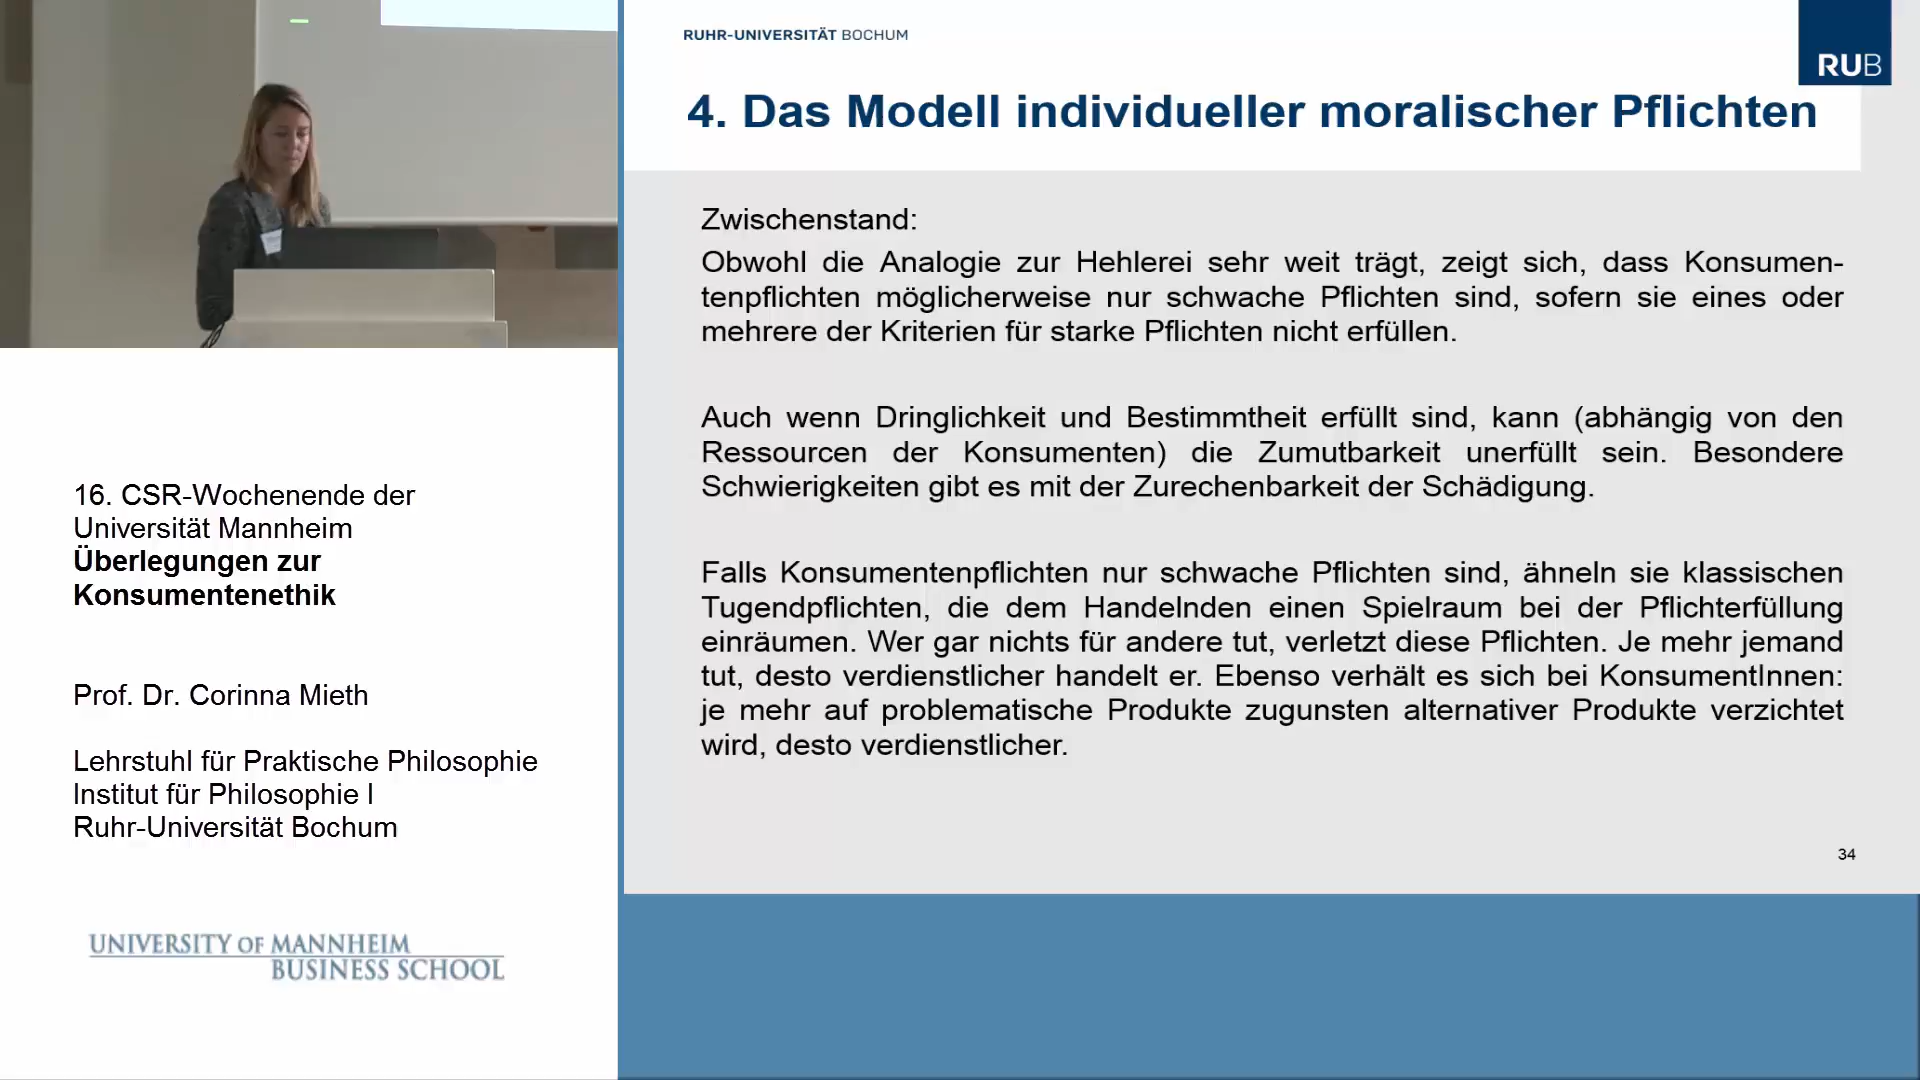 RUHR-UNIVERSITÄT BOCHUM
RUB
4. Das Modell individueller moralischer Pflichten
Zwischenstand:
Obwohl die Analogie zur Hehlerei sehr weit trägt, zeigt sich, dass Konsumen-
tenpflichten möglicherweise nur schwache Pflichten sind, sofern sie eines oder
mehrere der Kriterien für starke Pflichten nicht erfüllen.
Auch wenn Dringlichkeit und Bestimmtheit erfüllt sind, kann (abhängig von den
Ressourcen der Konsumenten) die Zumutbarkeit unerfüllt sein. Besondere
Schwierigkeiten gibt es mit der Zurechenbarkeit der Schädigung.
Falls Konsumentenpflichten nur schwache Pflichten sind, ähneln sie klassischen
Tugendpflichten, die dem Handelnden einen Spielraum bei der Pflichterfüllung
einräumen. Wer gar nichts für andere tut, verletzt diese Pflichten. Je mehr jemand
tut, desto verdienstlicher handelt er. Ebenso verhält es sich bei KonsumentInnen:
je mehr auf problematische Produkte zugunsten alternativer Produkte verzichtet
wird, desto verdienstlicher.
34
16. CSR-Wochenende der
Universität Mannheim
Überlegungen zur
Konsumentenethik
Prof. Dr. Corinna Mieth
Lehrstuhl für Praktische Philosophie
Institut für Philosophie I
Ruhr-Universität Bochum
UNIVERSITY OF MANNHEIM
BUSINESS SCHOOL